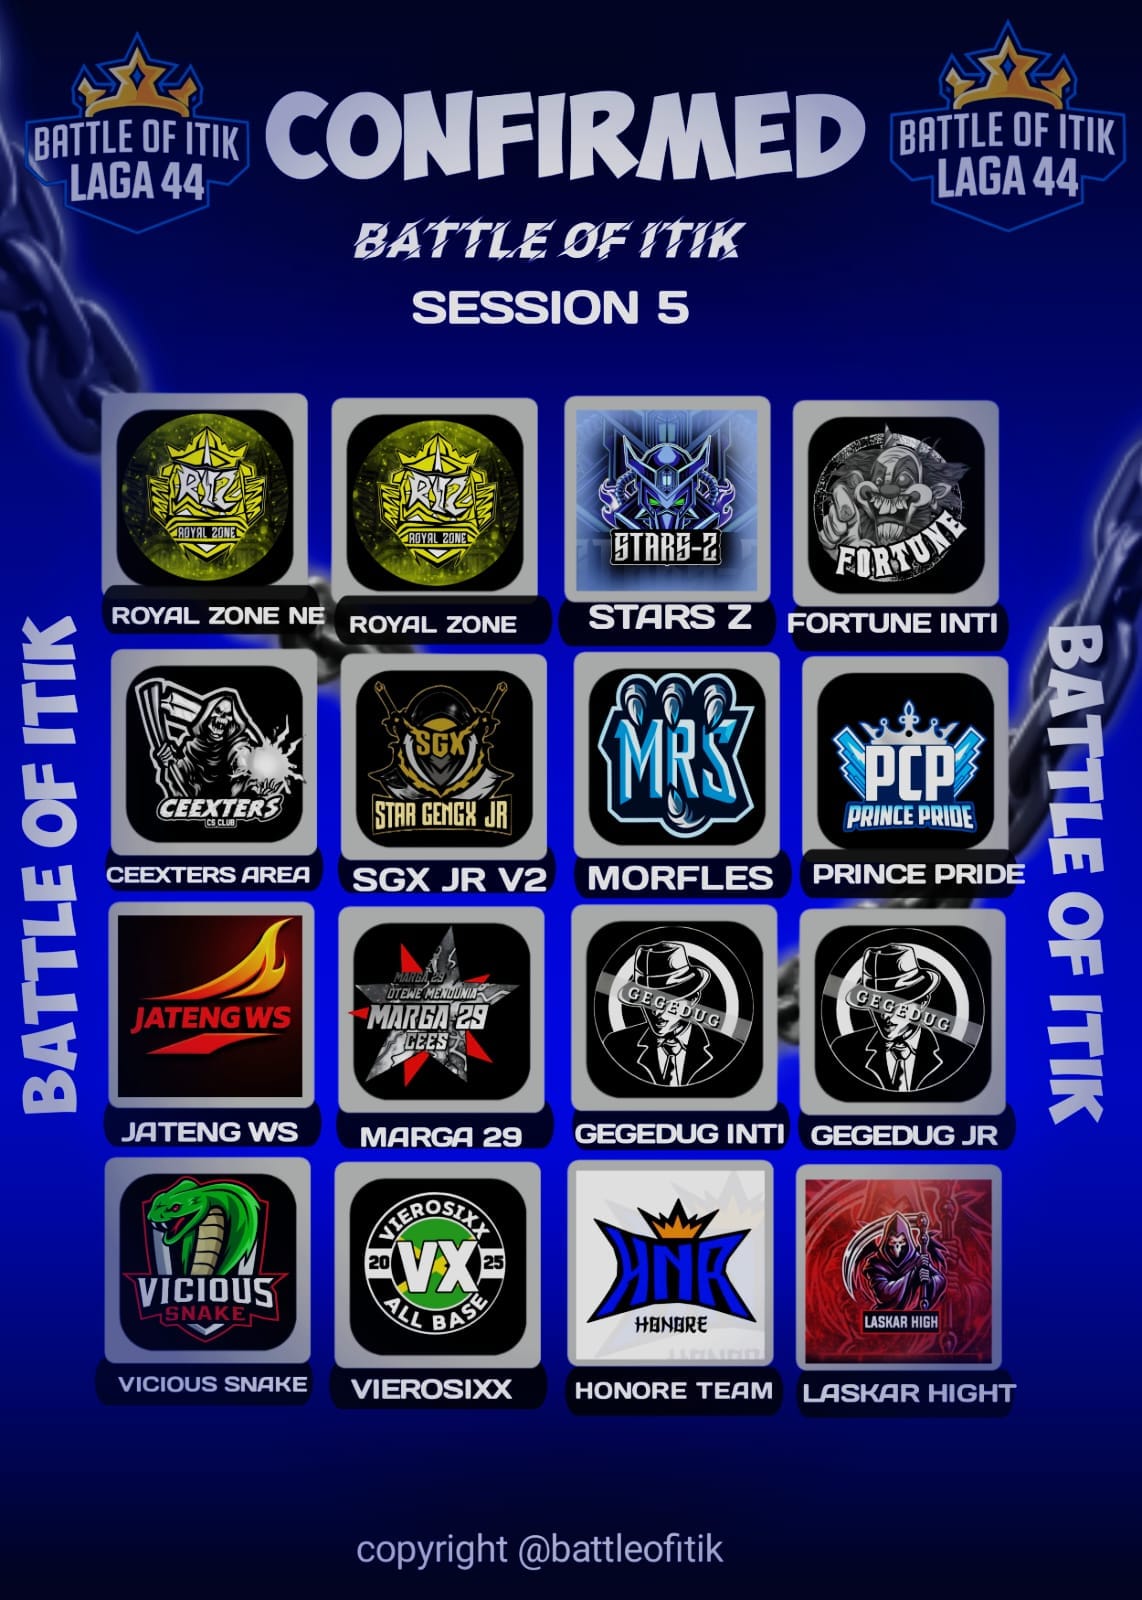 BATTLE OF ITIK
LAGA 44
CONFIRMED
BATTLE OF ITIK
LAGA 44
BATTLE OF ITIK
SESSION 5
BATTLE OF ITIK
BATTLE OF ITIK
RTZ
ROYAL ZONE
ROYAL ZONE NE
RTZ
ROYAL ZONE
ROYAL ZONE
STARS-Z
STARS Z
FORTUNE
FORTUNE INTI
CEEXTERS
CS CLUB
CEEXTERS AREA
SGX
STAR GENGX JR
SGX JR V2
MRS
MORFLES
PCP
PRINCE PRIDE
PRINCE PRIDE
JATENG WS
JATENG WS
MARGA 29
OTEWE MENDUNIA
MARGA 29
CEES
MARGA 29
GEGEDUG
GEGEDUG INTI
GEGEDUG
GEGEDUG JR
VICIOUS
SNAKE
VICIOUS SNAKE
VIEROSIXX
20 VX 25
ALL BASE
VIEROSIXX
HNR
HONORE
HONORE TEAM
LASKAR HIGH
LASKAR HIGHT
copyright @battleofitik